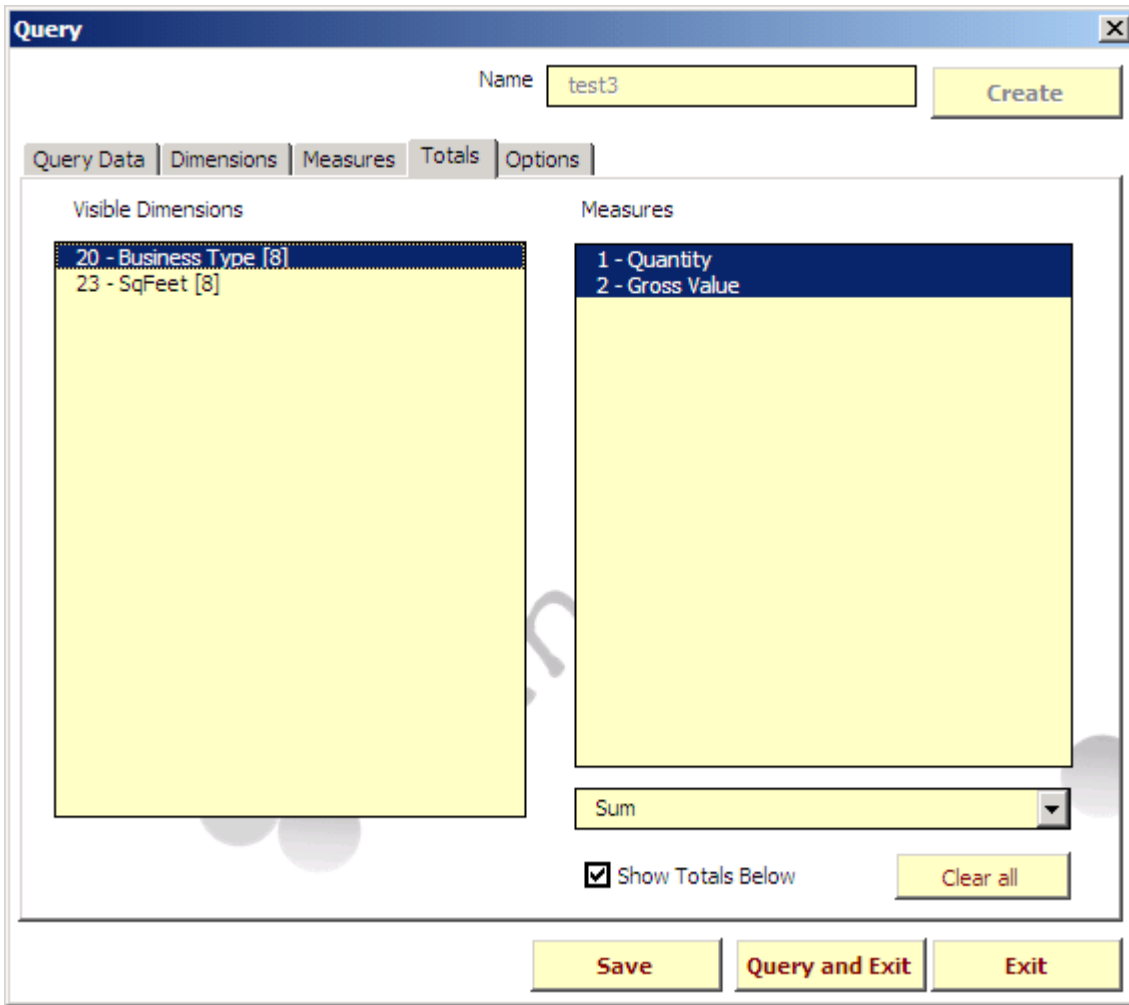 Query
Name test3 Create
Query Data Dimensions Measures Totals Options
Visible Dimensions
20 - Business Type [8]
23 - SqFeet [8]
Measures
1 - Quantity
2 - Gross Value
Sum
Show Totals Below Clear all
Save Query and Exit Exit